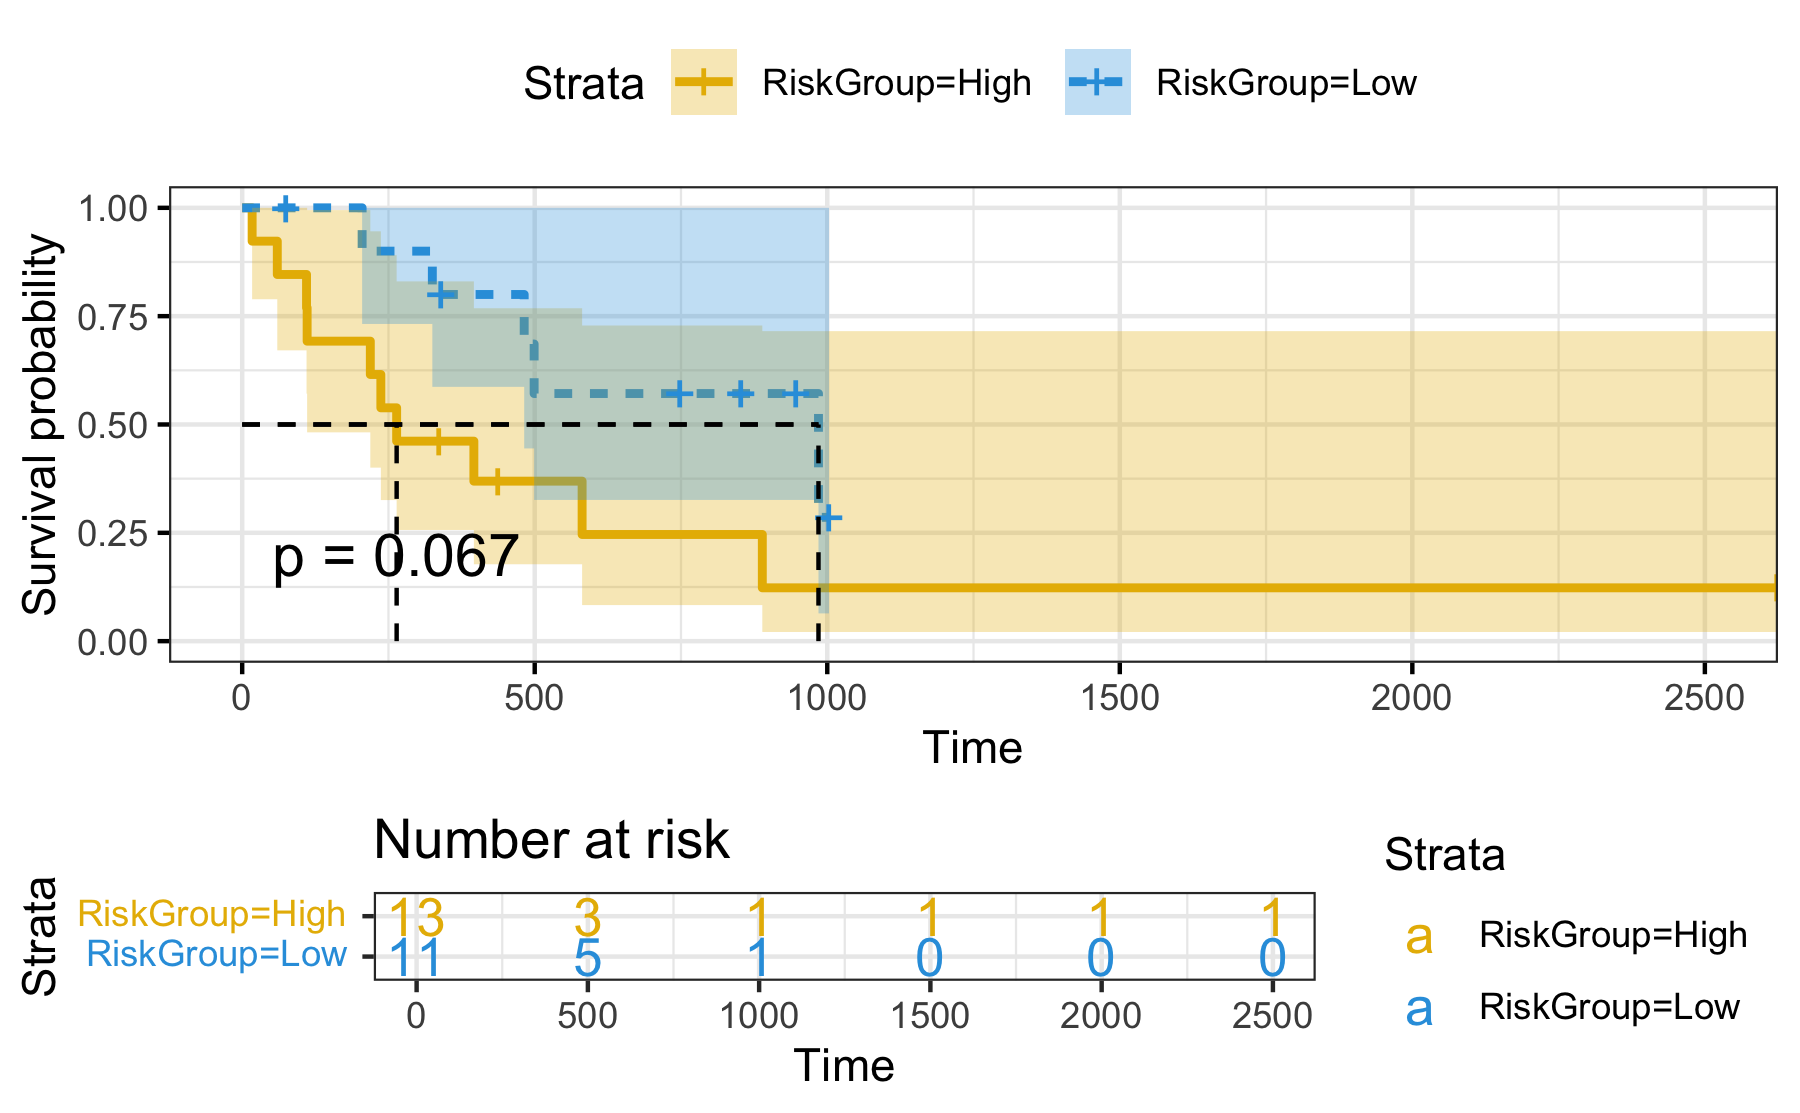 Strata RiskGroup=High RiskGroup=Low
Survival probability
1.00
0.75
0.50
0.25
0.00
p = 0.067
0 500 1000 1500 2000 2500
Time
Number at risk
Strata
RiskGroup=High 13 3 1 1 1 1
RiskGroup=Low 11 5 1 0 0 0
0 500 1000 1500 2000 2500
Time
Strata
a RiskGroup=High
a RiskGroup=Low